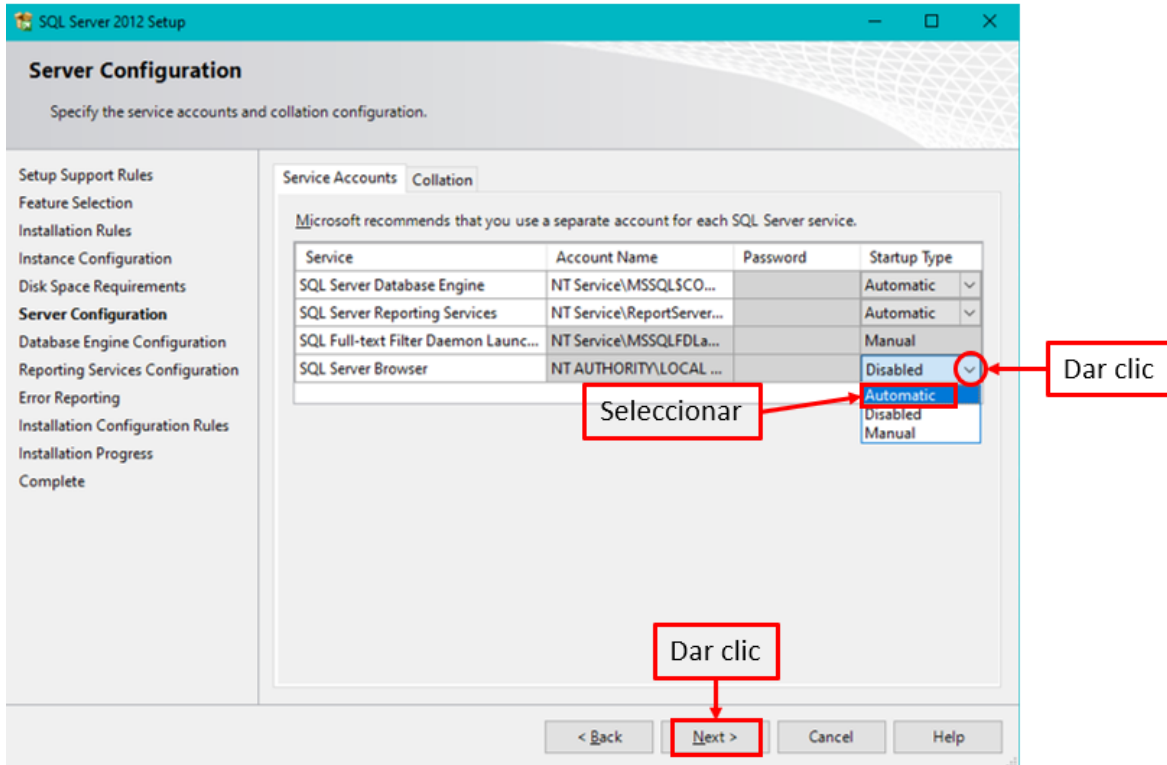 SQL Server 2012 Setup
Server Configuration
Specify the service accounts and collation configuration.
Setup Support Rules
Feature Selection
Installation Rules
Instance Configuration
Disk Space Requirements
Server Configuration
Database Engine Configuration
Reporting Services Configuration
Error Reporting
Installation Configuration Rules
Installation Progress
Complete
Service Accounts Collation
Microsoft recommends that you use a separate account for each SQL Server service.
Service Account Name Password Startup Type
SQL Server Database Engine NT Service\MSSQL$CO... Automatic
SQL Server Reporting Services NT Service\ReportServer... Automatic
SQL Full-text Filter Daemon Launc... NT Service\MSSQLFDLa... Manual
SQL Server Browser NT AUTHORITY\LOCAL ... Disabled
Automatic
Disabled
Manual
Dar clic
Seleccionar
Dar clic
< Back Next > Cancel Help